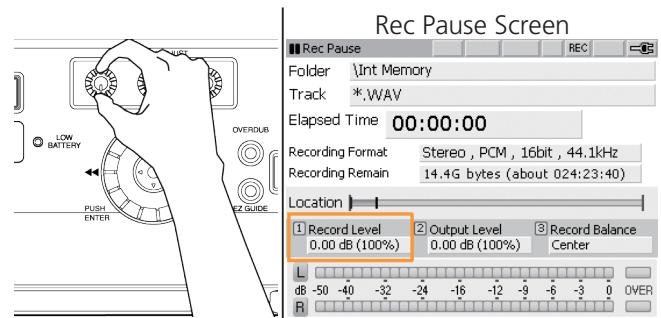 Rec Pause Screen
JUST
LOW
BATTERY
OVERDUB
PUSH
ENTER
EZ GUIDE
Rec Pause
REC
Folder \Int Memory
Track *.WAV
Elapsed Time 00:00:00
Recording Format Stereo , PCM , 16bit , 44.1kHz
Recording Remain 14.4G bytes (about 024:23:40)
Location
1 Record Level 2 Output Level 3 Record Balance
0.00 dB (100%) 0.00 dB (100%) Center
L
dB -50 -40 -32 -24 -16 -12 -9 -6 -3 0 OVER
R